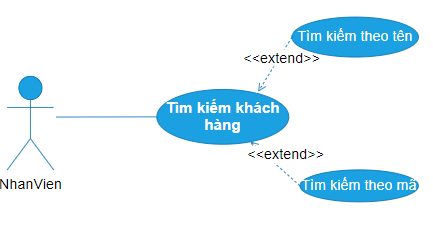 Tìm kiếm theo tên
<<extend>>
Tìm kiếm khách
hàng
<<extend>>
NhanVien
Tìm kiếm theo mã